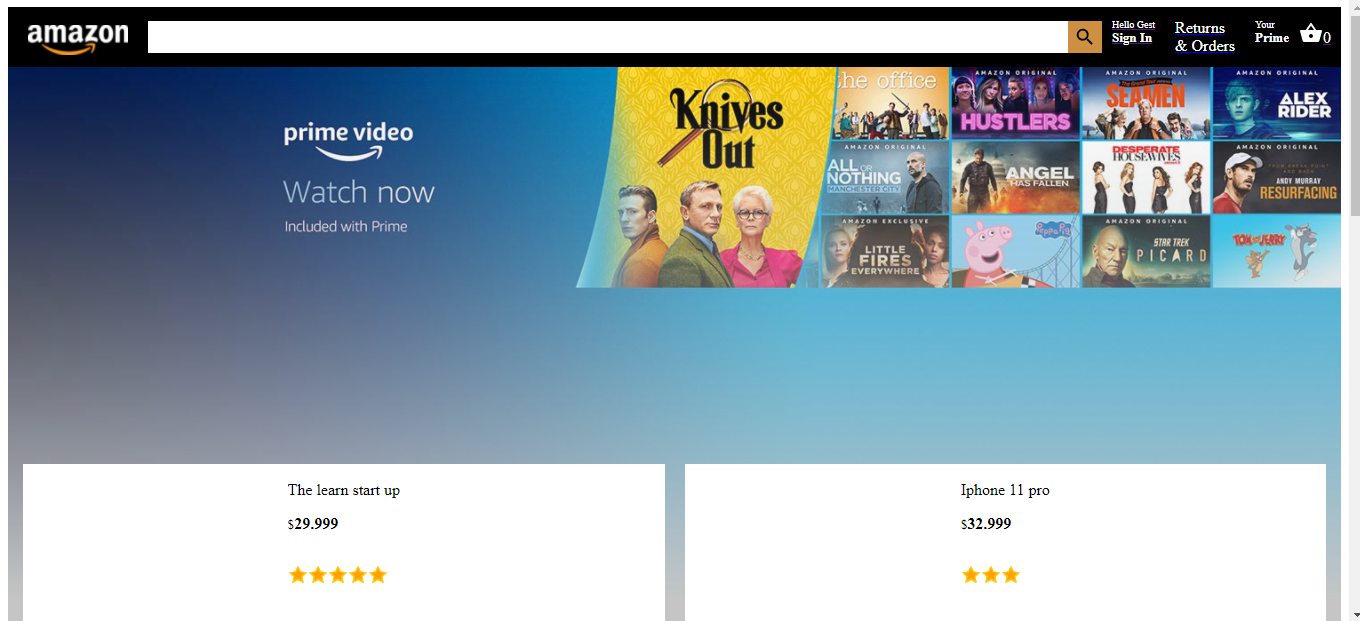 amazon
Hello Gest
Sign In
Returns
& Orders
Your
Prime
0
prime video
Watch now
Included with Prime
Knives
Out
the office
AMAZON ORIGINAL
HUSTLERS
AMAZON ORIGINAL
The Grand Tour
SEAMEN
AMAZON ORIGINAL
ALEX
RIDER
AMAZON ORIGINAL
ALL OR
NOTHING
MANCHESTER CITY
ANGEL
HAS FALLEN
DESPERATE
HOUSEWIVES
AMAZON ORIGINAL
ANDY MURRAY
RESURFACING
AMAZON EXCLUSIVE
LITTLE
FIRES
EVERYWHERE
Peppa Pig
AMAZON ORIGINAL
STAR TREK
PICARD
TOM AND JERRY
The learn start up
$29.999
Iphone 11 pro
$32.999